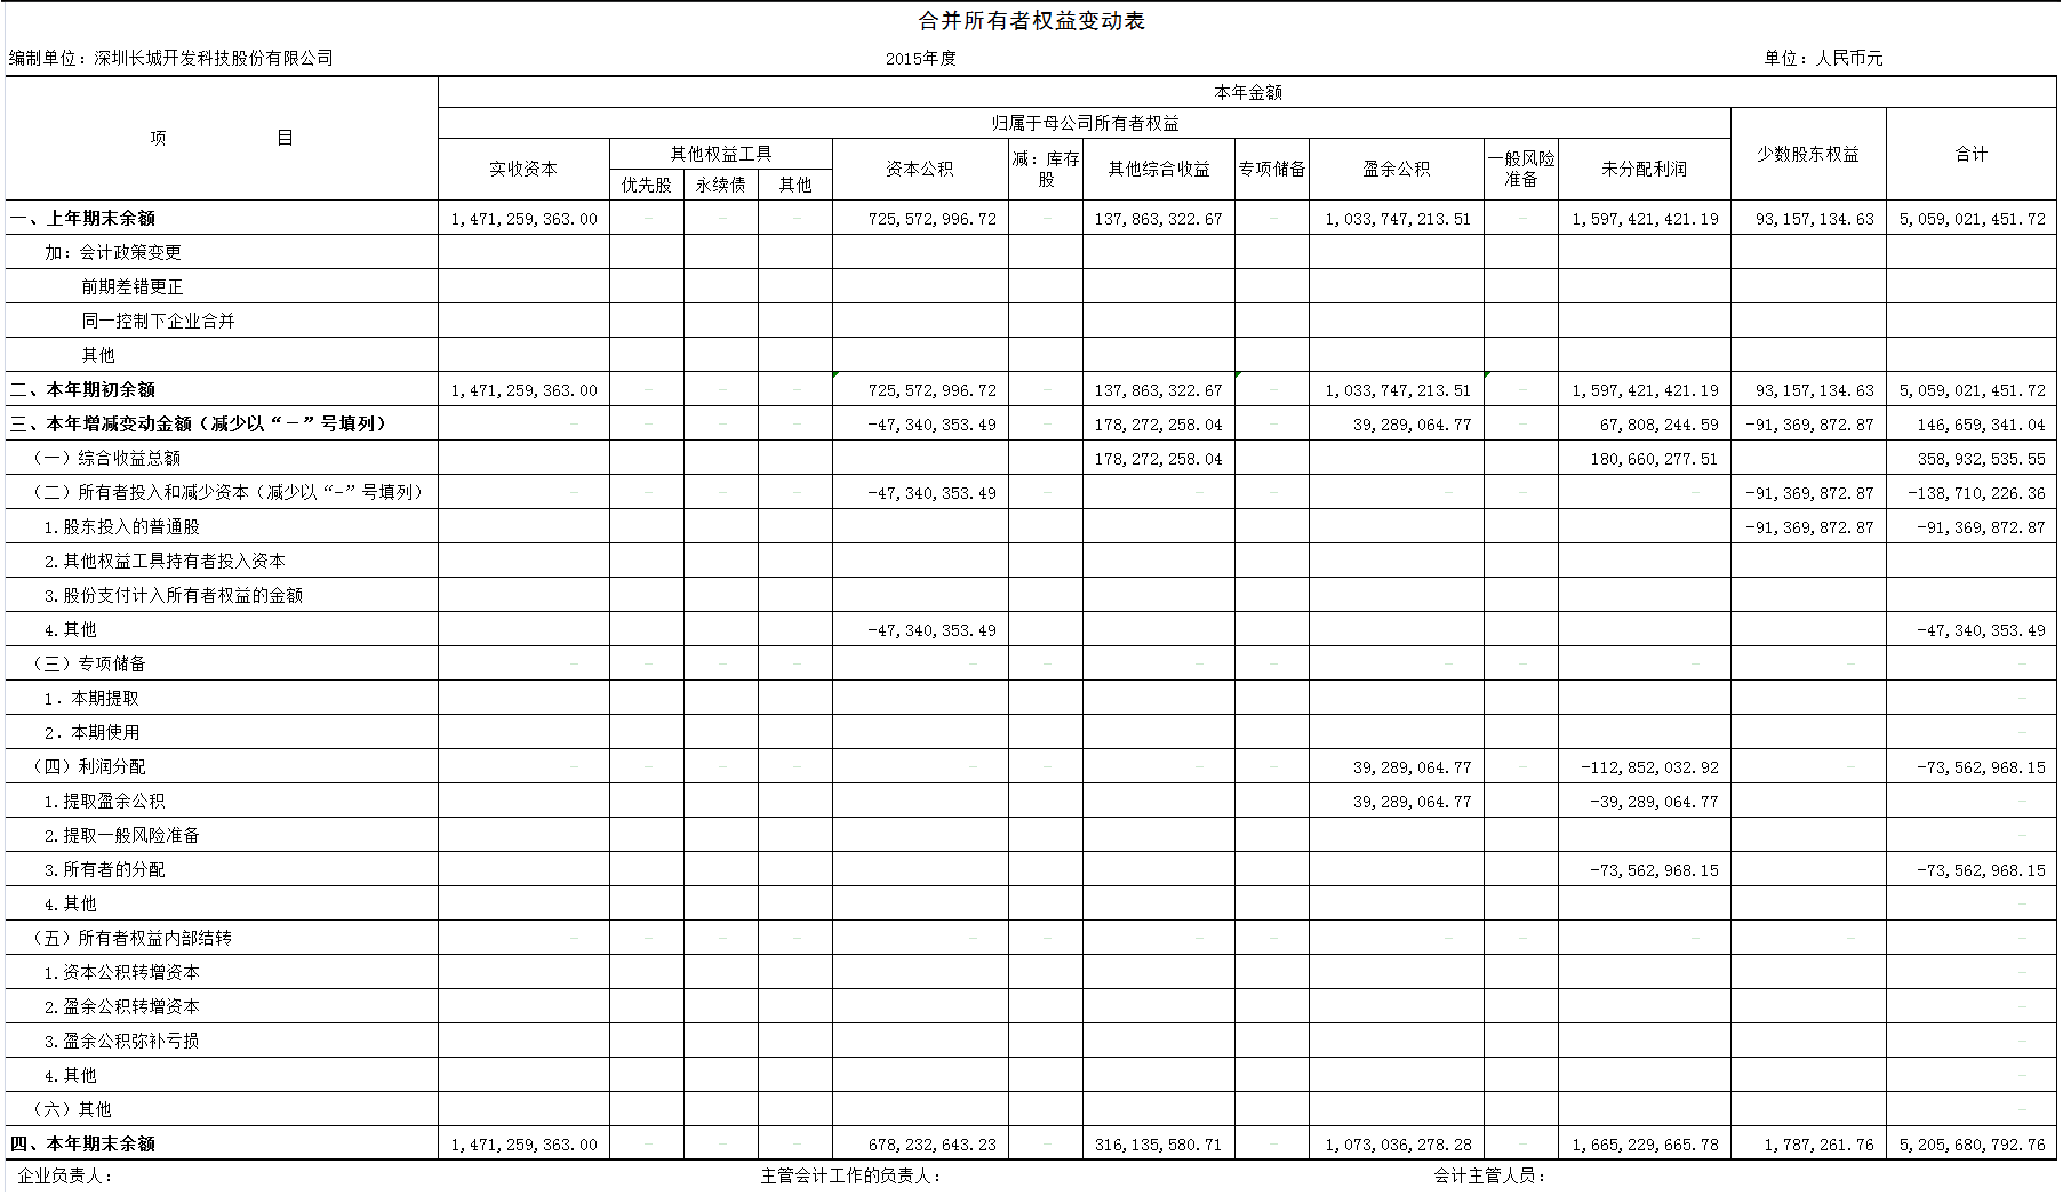 合并所有者权益变动表
编制单位：深圳长城开发科技股份有限公司 2015年度 单位：人民币元
项 目 本年金额
归属于母公司所有者权益 少数股东权益 合计
实收资本 其他权益工具 资本公积 减：库存股 其他综合收益 专项储备 盈余公积 一般风险准备 未分配利润
优先股 永续债 其他
一、上年期末余额 1,471,259,363.00 - - - 725,572,996.72 - 137,863,322.67 - 1,033,747,213.51 - 1,597,421,421.19 93,157,134.63 5,059,021,451.72
加：会计政策变更
前期差错更正
同一控制下企业合并
其他
二、本年期初余额 1,471,259,363.00 - - - 725,572,996.72 - 137,863,322.67 - 1,033,747,213.51 - 1,597,421,421.19 93,157,134.63 5,059,021,451.72
三、本年增减变动金额（减少以“－”号填列） - - - - -47,340,353.49 - 178,272,258.04 - 39,289,064.77 - 67,808,244.59 -91,369,872.87 146,659,341.04
（一）综合收益总额 178,272,258.04 180,660,277.51 358,932,535.55
（二）所有者投入和减少资本（减少以“-”号填列） - - - - -47,340,353.49 - - - - - - -91,369,872.87 -138,710,226.36
1.股东投入的普通股 -91,369,872.87 -91,369,872.87
2.其他权益工具持有者投入资本
3.股份支付计入所有者权益的金额
4.其他 -47,340,353.49 -47,340,353.49
（三）专项储备 - - - - - - - - - - - - -
1．本期提取 -
2．本期使用 -
（四）利润分配 - - - - - - - - 39,289,064.77 - -112,852,032.92 - -73,562,968.15
1.提取盈余公积 39,289,064.77 -39,289,064.77 -
2.提取一般风险准备 -
3.所有者的分配 -73,562,968.15 -73,562,968.15
4.其他 -
（五）所有者权益内部结转 - - - - - - - - - - - - -
1.资本公积转增资本 -
2.盈余公积转增资本 -
3.盈余公积弥补亏损 -
4.其他 -
（六）其他 -
四、本年期末余额 1,471,259,363.00 - - - 678,232,643.23 - 316,135,580.71 - 1,073,036,278.28 - 1,665,229,665.78 1,787,261.76 5,205,680,792.76
企业负责人： 主管会计工作的负责人： 会计主管人员：